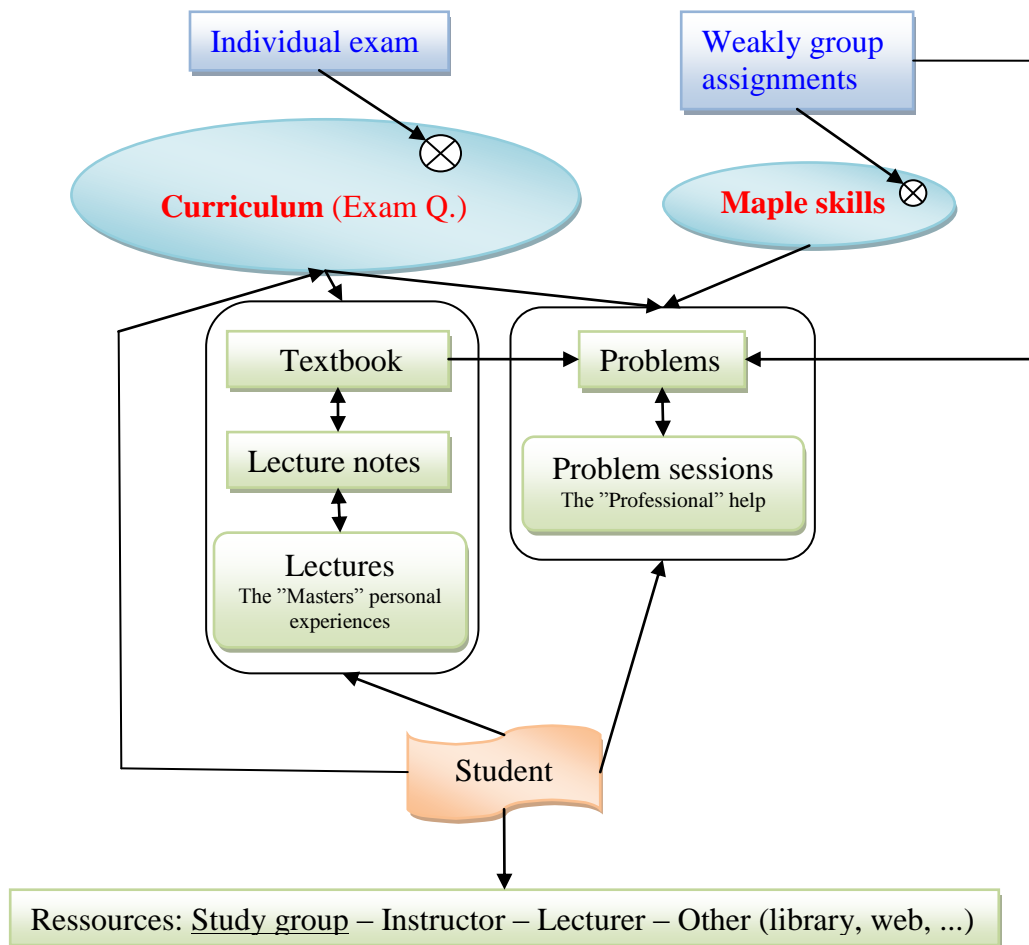 Individual exam
Weakly group
assignments
Curriculum (Exam Q.)
Maple skills
Textbook
Problems
Lecture notes
Problem sessions
The ”Professional” help
Lectures
The ”Masters” personal
experiences
Student
Ressources: Study group – Instructor – Lecturer – Other (library, web, ...)